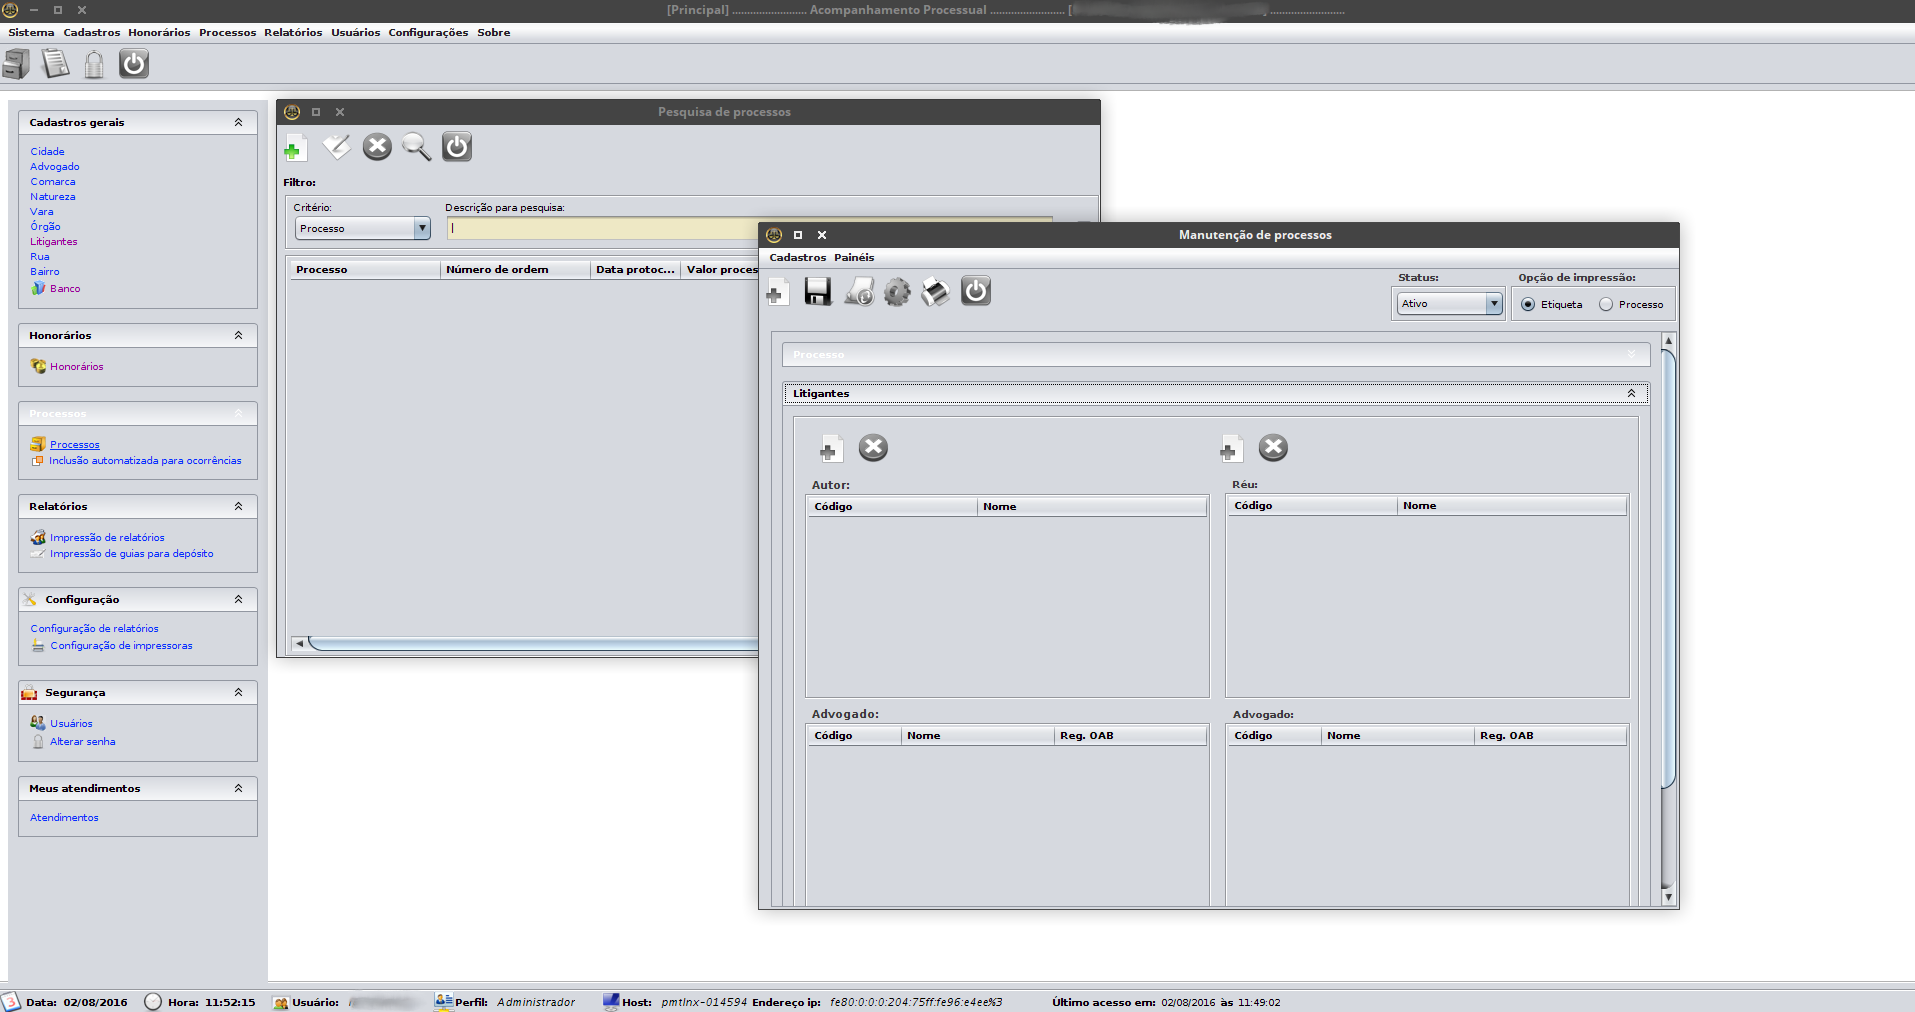 [Principal] ......................... Acompanhamento Processual ......................... [ ] .........................
Sistema Cadastros Honorários Processos Relatórios Usuários Configurações Sobre
Cadastros gerais
Cidade
Advogado
Comarca
Natureza
Vara
Órgão
Litigantes
Rua
Bairro
Banco
Honorários
Honorários
Processos
Processos
Inclusão automatizada para ocorrências
Relatórios
Impressão de relatórios
Impressão de guias para depósito
Configuração
Configuração de relatórios
Configuração de impressoras
Segurança
Usuários
Alterar senha
Meus atendimentos
Atendimentos
Pesquisa de processos
Filtro:
Critério: Descrição para pesquisa:
Processo
Processo Número de ordem Data protoc... Valor proces
Manutenção de processos
Cadastros Painéis
Status: Opção de impressão:
Ativo Etiqueta Processo
Processo
Litigantes
Autor: Réu:
Código Nome Código Nome
Advogado: Advogado:
Código Nome Reg. OAB Código Nome Reg. OAB
3 Data: 02/08/2016 Hora: 11:52:15 Usuário: Perfil: Administrador Host: pmtlnx-014594 Endereço ip: fe80:0:0:0:204:75ff:fe96:e4ee%3 Último acesso em: 02/08/2016 às 11:49:02